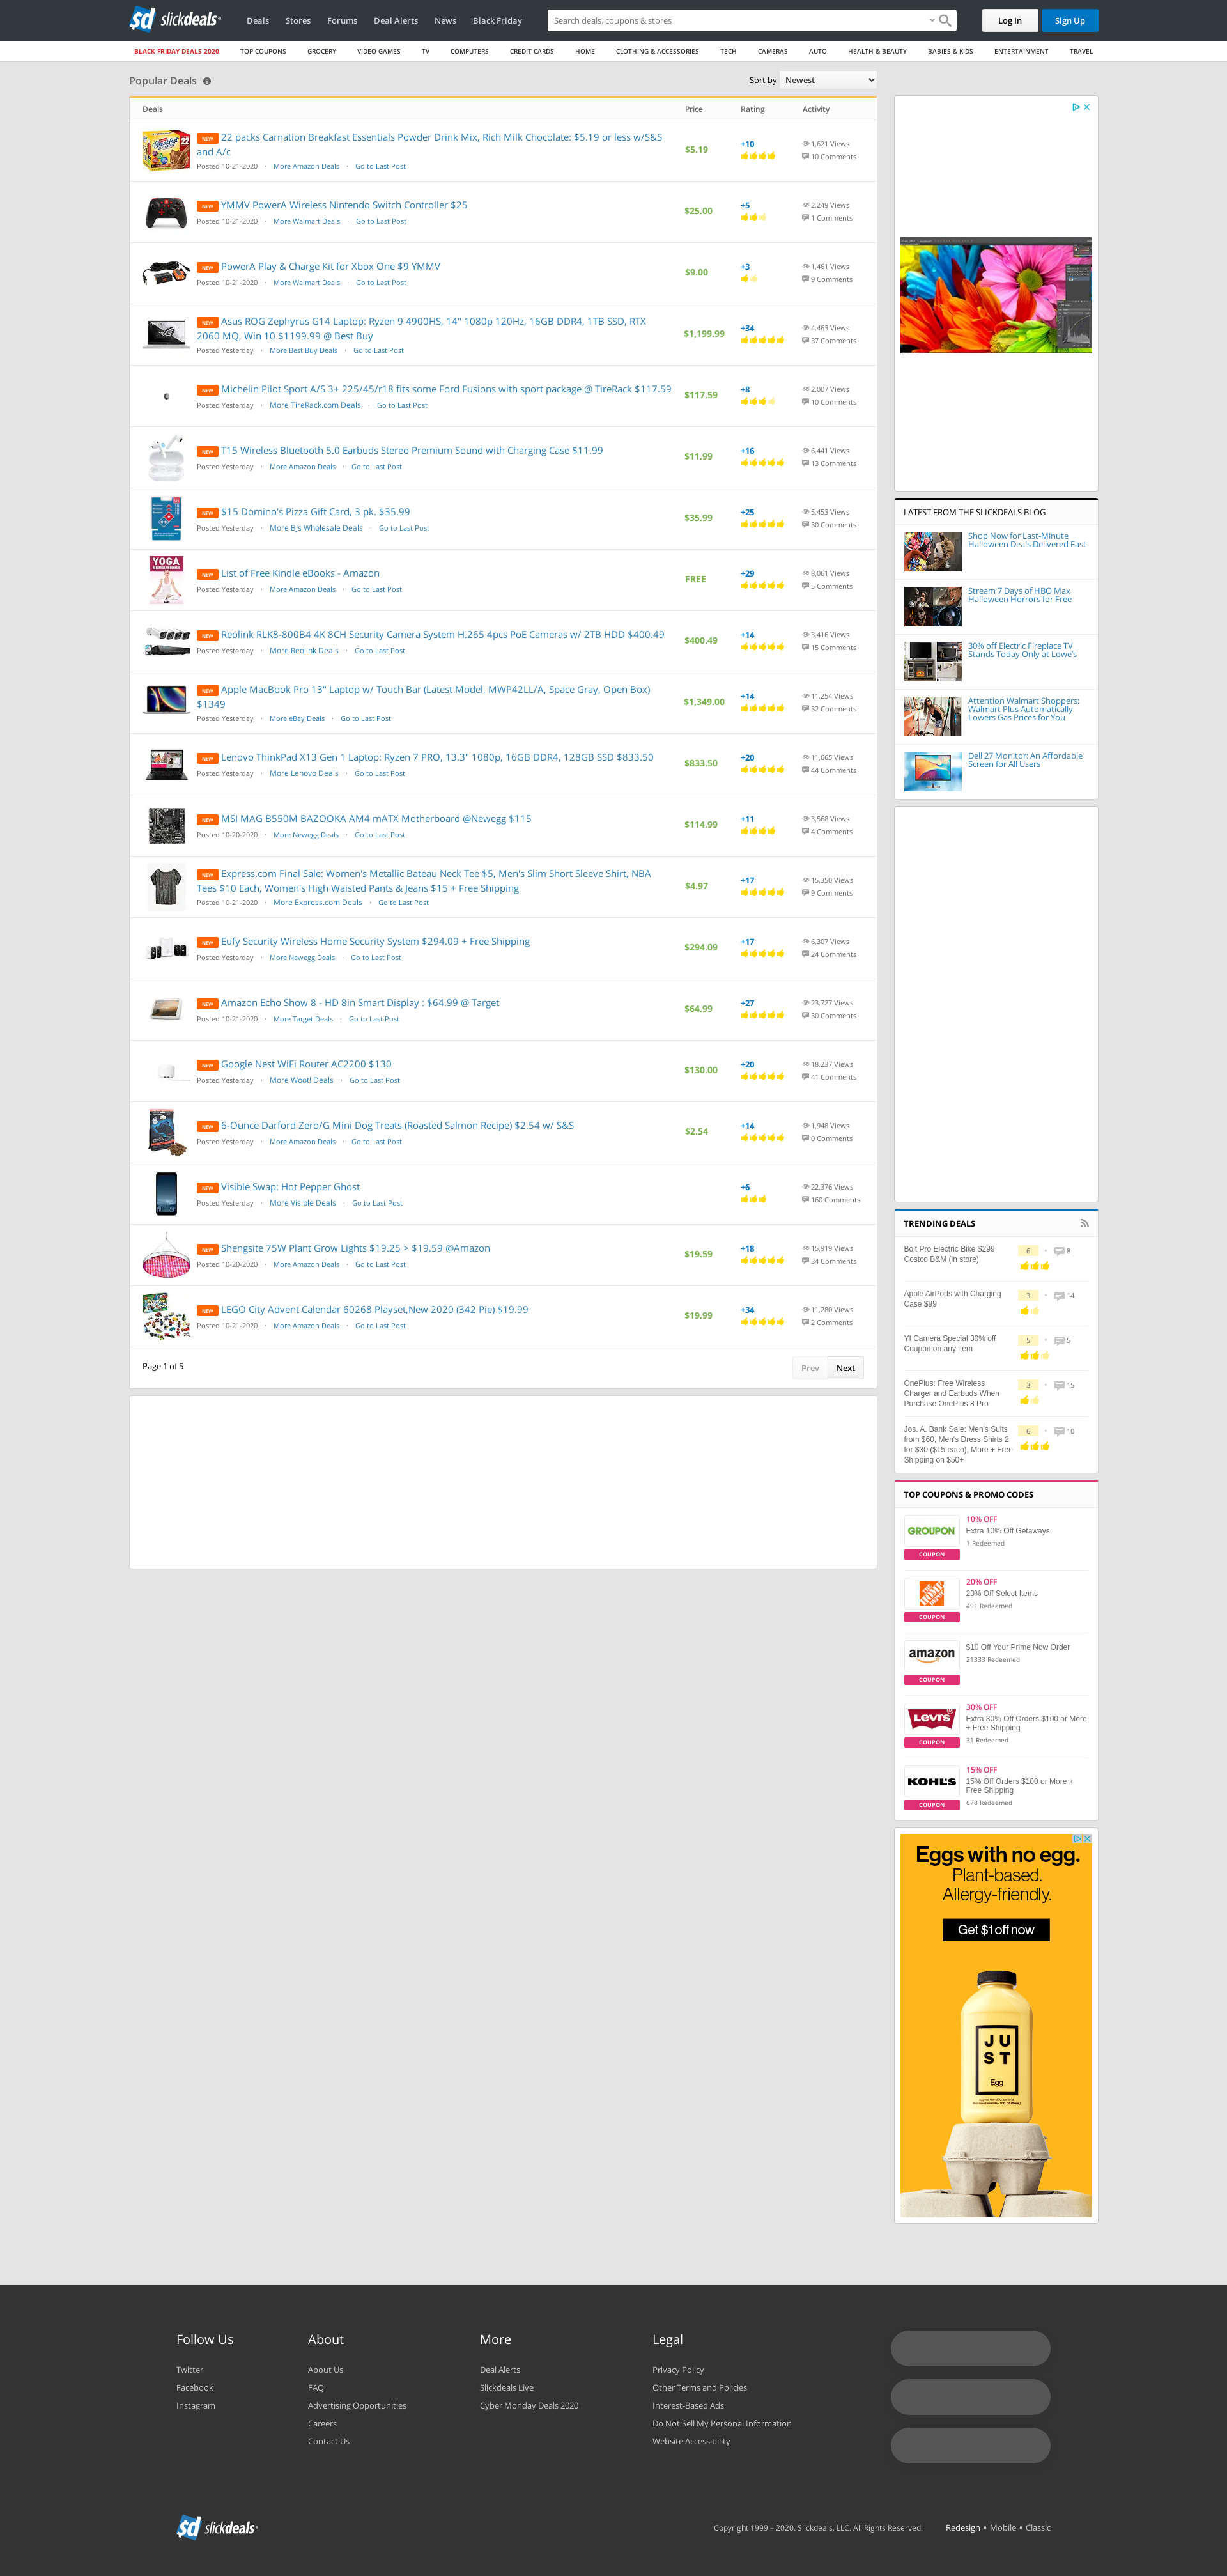 slickdeals
Deals
Stores
Forums
Deal Alerts
News
Black Friday
Search deals, coupons & stores
Log In
Sign Up
BLACK FRIDAY DEALS 2020
TOP COUPONS
GROCERY
VIDEO GAMES
TV
COMPUTERS
CREDIT CARDS
HOME
CLOTHING & ACCESSORIES
TECH
CAMERAS
AUTO
HEALTH & BEAUTY
BABIES & KIDS
ENTERTAINMENT
TRAVEL
Popular Deals
Sort by Newest
Deals Price Rating Activity
NEW 22 packs Carnation Breakfast Essentials Powder Drink Mix, Rich Milk Chocolate: $5.19 or less w/S&S
and A/c
Posted 10-21-2020 · More Amazon Deals · Go to Last Post
$5.19
+10
1,621 Views
10 Comments
NEW YMMV PowerA Wireless Nintendo Switch Controller $25
Posted 10-21-2020 · More Walmart Deals · Go to Last Post
$25.00
+5
2,249 Views
1 Comments
NEW PowerA Play & Charge Kit for Xbox One $9 YMMV
Posted 10-21-2020 · More Walmart Deals · Go to Last Post
$9.00
+3
1,461 Views
9 Comments
NEW Asus ROG Zephyrus G14 Laptop: Ryzen 9 4900HS, 14" 1080p 120Hz, 16GB DDR4, 1TB SSD, RTX
2060 MQ, Win 10 $1199.99 @ Best Buy
Posted Yesterday · More Best Buy Deals · Go to Last Post
$1,199.99
+34
4,463 Views
37 Comments
NEW Michelin Pilot Sport A/S 3+ 225/45/r18 fits some Ford Fusions with sport package @ TireRack $117.59
Posted Yesterday · More TireRack.com Deals · Go to Last Post
$117.59
+8
2,007 Views
10 Comments
NEW T15 Wireless Bluetooth 5.0 Earbuds Stereo Premium Sound with Charging Case $11.99
Posted Yesterday · More Amazon Deals · Go to Last Post
$11.99
+16
6,441 Views
13 Comments
NEW $15 Domino's Pizza Gift Card, 3 pk. $35.99
Posted Yesterday · More BJs Wholesale Deals · Go to Last Post
$35.99
+25
5,453 Views
30 Comments
YOGA
NEW List of Free Kindle eBooks - Amazon
Posted Yesterday · More Amazon Deals · Go to Last Post
FREE
+29
8,061 Views
5 Comments
NEW Reolink RLK8-800B4 4K 8CH Security Camera System H.265 4pcs PoE Cameras w/ 2TB HDD $400.49
Posted Yesterday · More Reolink Deals · Go to Last Post
$400.49
+14
3,416 Views
15 Comments
NEW Apple MacBook Pro 13" Laptop w/ Touch Bar (Latest Model, MWP42LL/A, Space Gray, Open Box)
$1349
Posted Yesterday · More eBay Deals · Go to Last Post
$1,349.00
+14
11,254 Views
32 Comments
NEW Lenovo ThinkPad X13 Gen 1 Laptop: Ryzen 7 PRO, 13.3" 1080p, 16GB DDR4, 128GB SSD $833.50
Posted Yesterday · More Lenovo Deals · Go to Last Post
$833.50
+20
11,665 Views
44 Comments
NEW MSI MAG B550M BAZOOKA AM4 mATX Motherboard @Newegg $115
Posted 10-20-2020 · More Newegg Deals · Go to Last Post
$114.99
+11
3,568 Views
4 Comments
NEW Express.com Final Sale: Women's Metallic Bateau Neck Tee $5, Men's Slim Short Sleeve Shirt, NBA
Tees $10 Each, Women's High Waisted Pants & Jeans $15 + Free Shipping
Posted 10-21-2020 · More Express.com Deals · Go to Last Post
$4.97
+17
15,350 Views
9 Comments
NEW Eufy Security Wireless Home Security System $294.09 + Free Shipping
Posted Yesterday · More Newegg Deals · Go to Last Post
$294.09
+17
6,307 Views
24 Comments
NEW Amazon Echo Show 8 - HD 8in Smart Display : $64.99 @ Target
Posted 10-21-2020 · More Target Deals · Go to Last Post
$64.99
+27
23,727 Views
30 Comments
NEW Google Nest WiFi Router AC2200 $130
Posted Yesterday · More Woot! Deals · Go to Last Post
$130.00
+20
18,237 Views
41 Comments
NEW 6-Ounce Darford Zero/G Mini Dog Treats (Roasted Salmon Recipe) $2.54 w/ S&S
Posted Yesterday · More Amazon Deals · Go to Last Post
$2.54
+14
1,948 Views
0 Comments
NEW Visible Swap: Hot Pepper Ghost
Posted Yesterday · More Visible Deals · Go to Last Post
+6
22,376 Views
160 Comments
NEW Shengsite 75W Plant Grow Lights $19.25 > $19.59 @Amazon
Posted 10-20-2020 · More Amazon Deals · Go to Last Post
$19.59
+18
15,919 Views
34 Comments
NEW LEGO City Advent Calendar 60268 Playset,New 2020 (342 Pie) $19.99
Posted 10-21-2020 · More Amazon Deals · Go to Last Post
$19.99
+34
11,280 Views
2 Comments
Page 1 of 5
Prev
Next
LATEST FROM THE SLICKDEALS BLOG
Shop Now for Last-Minute
Halloween Deals Delivered Fast
Stream 7 Days of HBO Max
Halloween Horrors for Free
30% off Electric Fireplace TV
Stands Today Only at Lowe's
Attention Walmart Shoppers:
Walmart Plus Automatically
Lowers Gas Prices for You
Dell 27 Monitor: An Affordable
Screen for All Users
TRENDING DEALS
Bolt Pro Electric Bike $299
Costco B&M (in store)
6 · 8
Apple AirPods with Charging
Case $99
3 · 14
YI Camera Special 30% off
Coupon on any item
5 · 5
OnePlus: Free Wireless
Charger and Earbuds When
Purchase OnePlus 8 Pro
3 · 15
Jos. A. Bank Sale: Men's Suits
from $60, Men's Dress Shirts 2
for $30 ($15 each), More + Free
Shipping on $50+
6 · 10
TOP COUPONS & PROMO CODES
GROUPON
COUPON
10% OFF
Extra 10% Off Getaways
1 Redeemed
THE HOME DEPOT
COUPON
20% OFF
20% Off Select Items
491 Redeemed
amazon
COUPON
$10 Off Your Prime Now Order
21333 Redeemed
LEVI'S
COUPON
30% OFF
Extra 30% Off Orders $100 or More
+ Free Shipping
31 Redeemed
KOHL'S
COUPON
15% OFF
15% Off Orders $100 or More +
Free Shipping
678 Redeemed
Eggs with no egg.
Plant-based.
Allergy-friendly.
Get $1 off now
JUST
Egg
Follow Us
Twitter
Facebook
Instagram
About
About Us
FAQ
Advertising Opportunities
Careers
Contact Us
More
Deal Alerts
Slickdeals Live
Cyber Monday Deals 2020
Legal
Privacy Policy
Other Terms and Policies
Interest-Based Ads
Do Not Sell My Personal Information
Website Accessibility
slickdeals
Copyright 1999 – 2020. Slickdeals, LLC. All Rights Reserved.
Redesign • Mobile • Classic